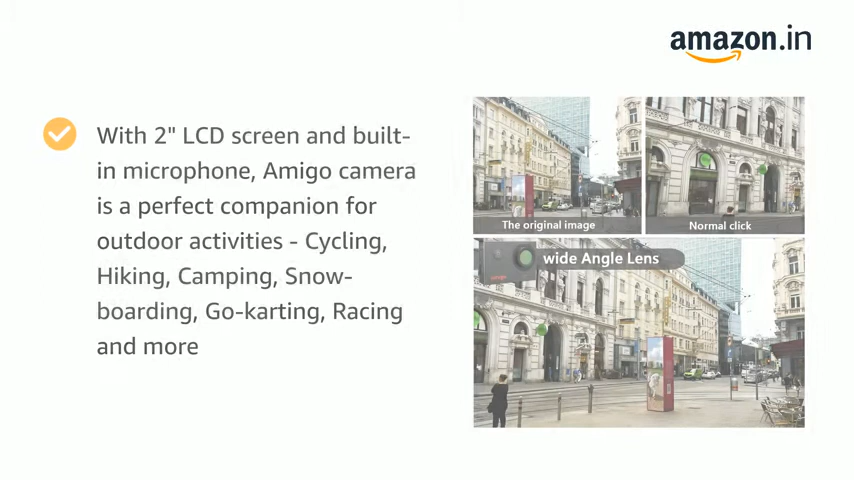 amazon.in
With 2" LCD screen and built-
in microphone, Amigo camera
is a perfect companion for
outdoor activities - Cycling,
Hiking, Camping, Snow-
boarding, Go-karting, Racing
and more
The original image
Normal click
wide Angle Lens